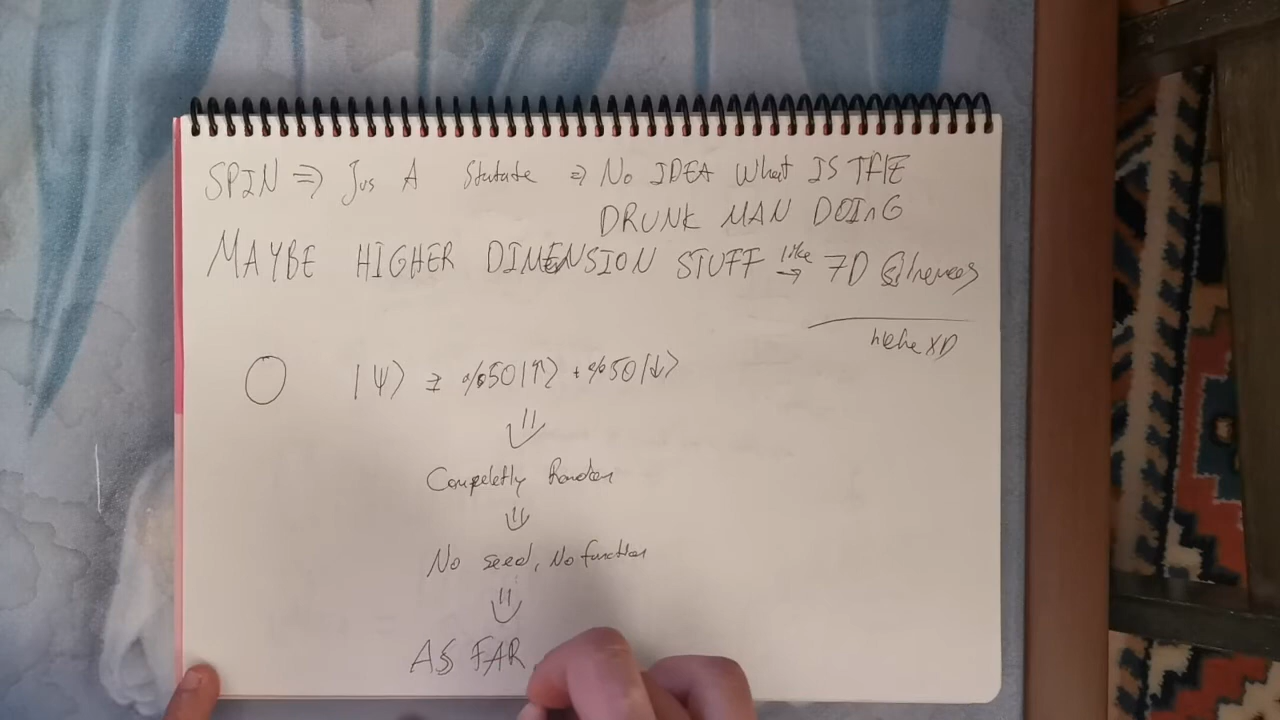 SPIN ⇒ Jus A Statate ⇒ No IDEA What IS THE
DRUNK MAN DOING
MAYBE HIGHER DIMENSION STUFF like → 7D
hehe XD
|Ψ⟩ = %50|↑⟩ + %50|↓⟩
Compeletly Random
No seed, No function
AS FAR